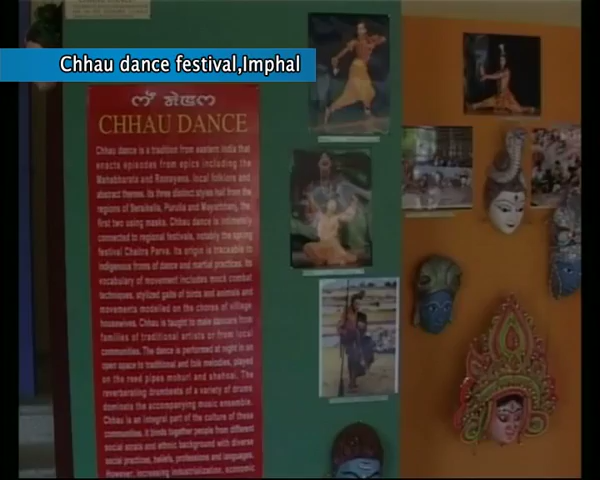 Chhau dance festival,Imphal
CHHAU DANCE
Chhau dance is a tradition from eastern India that
enacts episodes from epics including the
Mahabharata and Ramayana, local folklore and
abstract themes. Its three distinct styles hail from the
regions of Seraikella, Purulia and Mayurbhanj, the
first two using masks. Chhau dance is intimately
connected to regional festivals, notably the spring
festival Chaitra Parva. Its origin is traceable to
indigenous froms of dance and martial practices. Its
vocabulary of movement includes mock combat
techniques, stylized gaits of birds and animals and
movements modelled on the chores of village
housewives. Chhau is taught to male dancers from
families of traditional artists or from local
communities. The dance is performed at night in an
open space to traditional and folk melodies, played
on the reed pipes mohuri and shehnai. The
reverberating drumbeats of a variety of drums
dominate the accompanying music ensemble.
Chhau is an integral part of the culture of these
communities. It binds together people from different
social strata and ethnic background with diverse
social practices, beliefs, professions and languages.
However, increasing industrialization, economic